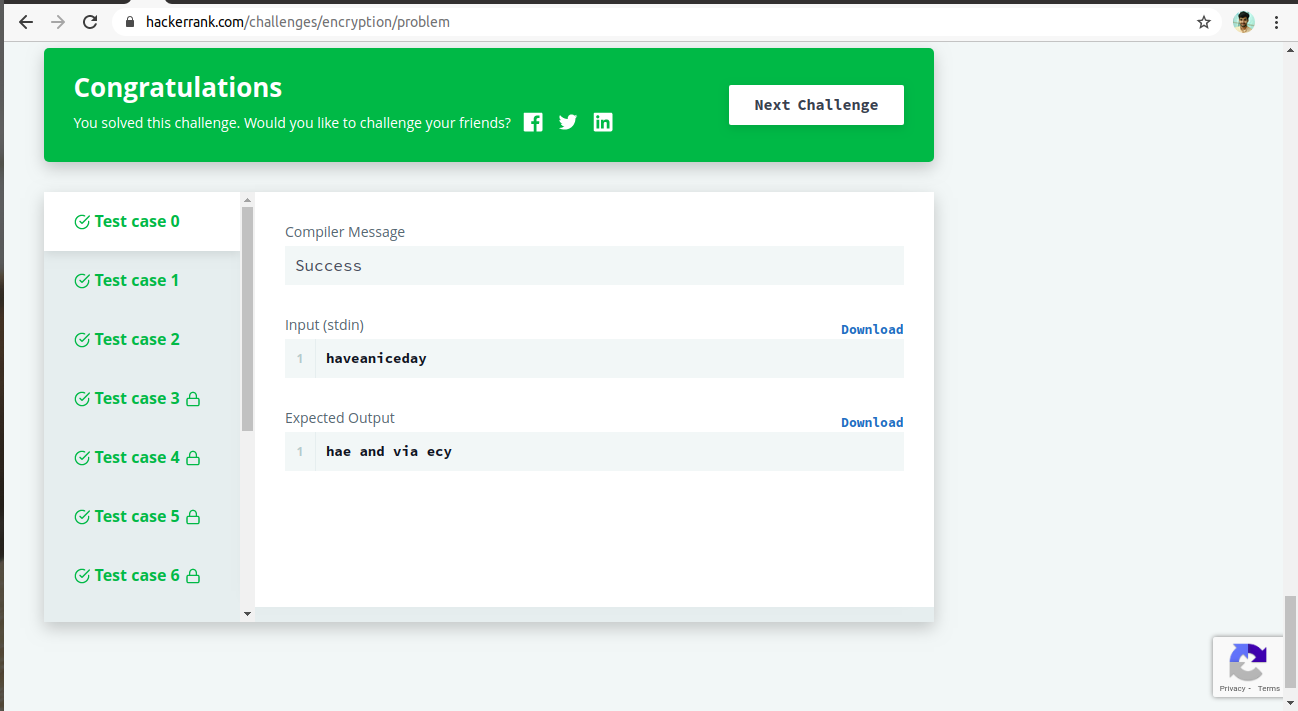 hackerrank.com/challenges/encryption/problem
Congratulations
You solved this challenge. Would you like to challenge your friends?
Next Challenge
Test case 0
Test case 1
Test case 2
Test case 3
Test case 4
Test case 5
Test case 6
Compiler Message
Success
Input (stdin)
Download
1 haveaniceday
Expected Output
Download
1 hae and via ecy
Privacy - Terms